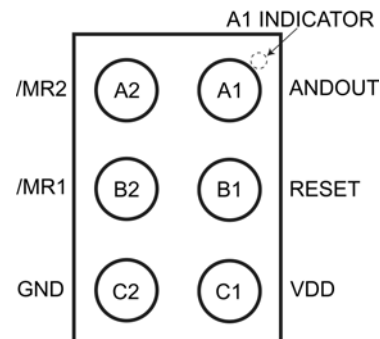 A1 INDICATOR
/MR2 A2 A1 ANDOUT
/MR1 B2 B1 RESET
GND C2 C1 VDD